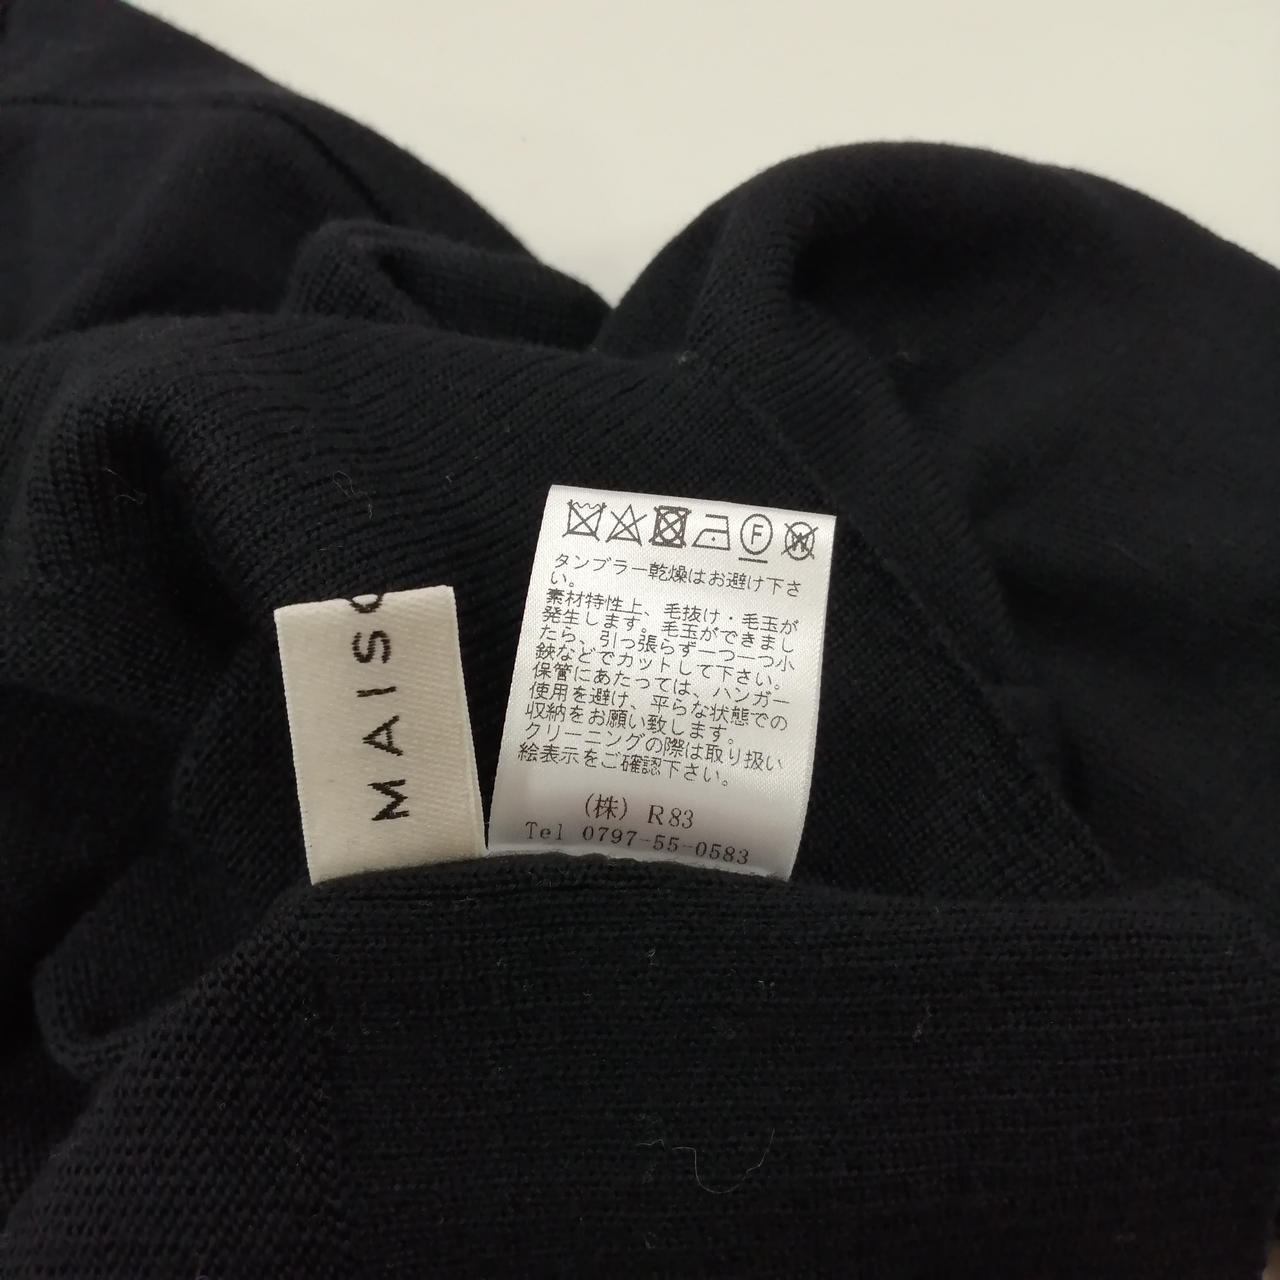 MAISO
F
W
タンブラー乾燥はお避け下さ
い。
素材特性上、毛抜け・毛玉が
発生します。毛玉ができまし
たら、引っ張らず一つ一つ小
鋏などでカットして下さい。
保管にあたっては、ハンガー
使用を避け、平らな状態での
収納をお願い致します。
クリーニングの際は取り扱い
絵表示をご確認下さい。
(株) R83
Tel 0797-55-0583